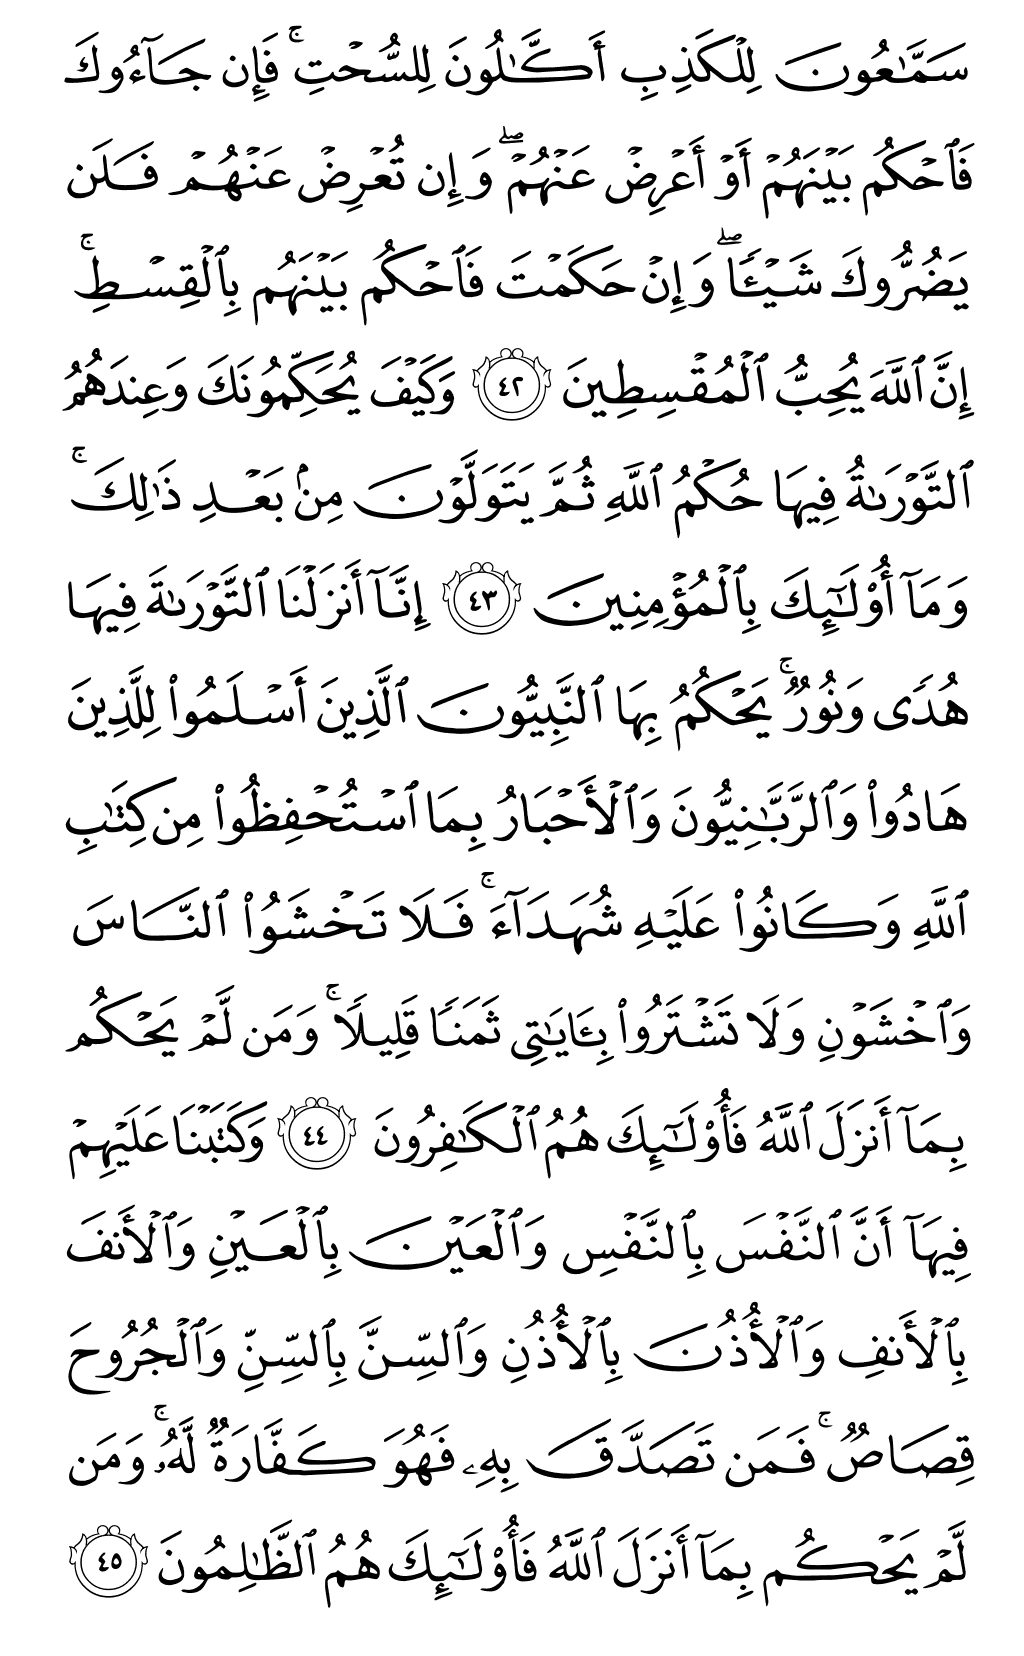 سَمَّٰعُونَ لِلۡكَذِبِ أَكَّٰلُونَ لِلسُّحۡتِۚ فَإِن جَآءُوكَ
فَٱحۡكُم بَيۡنَهُمۡ أَوۡ أَعۡرِضۡ عَنۡهُمۡۖ وَإِن تُعۡرِضۡ عَنۡهُمۡ فَلَن
يَضُرُّوكَ شَيۡـٔٗاۖ وَإِنۡ حَكَمۡتَ فَٱحۡكُم بَيۡنَهُم بِٱلۡقِسۡطِۚ
إِنَّ ٱللَّهَ يُحِبُّ ٱلۡمُقۡسِطِينَ ٤٢ وَكَيۡفَ يُحَكِّمُونَكَ وَعِندَهُمُ
ٱلتَّوۡرَىٰةُ فِيهَا حُكۡمُ ٱللَّهِ ثُمَّ يَتَوَلَّوۡنَ مِنۢ بَعۡدِ ذَٰلِكَۚ
وَمَآ أُوْلَٰٓئِكَ بِٱلۡمُؤۡمِنِينَ ٤٣ إِنَّآ أَنزَلۡنَا ٱلتَّوۡرَىٰةَ فِيهَا
هُدٗى وَنُورٞۚ يَحۡكُمُ بِهَا ٱلنَّبِيُّونَ ٱلَّذِينَ أَسۡلَمُواْ لِلَّذِينَ
هَادُواْ وَٱلرَّبَّٰنِيُّونَ وَٱلۡأَحۡبَارُ بِمَا ٱسۡتُحۡفِظُواْ مِن كِتَٰبِ
ٱللَّهِ وَكَانُواْ عَلَيۡهِ شُهَدَآءَۚ فَلَا تَخۡشَوُاْ ٱلنَّاسَ
وَٱخۡشَوۡنِ وَلَا تَشۡتَرُواْ بِـَٔايَٰتِي ثَمَنٗا قَلِيلٗاۚ وَمَن لَّمۡ يَحۡكُم
بِمَآ أَنزَلَ ٱللَّهُ فَأُوْلَٰٓئِكَ هُمُ ٱلۡكَٰفِرُونَ ٤٤ وَكَتَبۡنَا عَلَيۡهِمۡ
فِيهَآ أَنَّ ٱلنَّفۡسَ بِٱلنَّفۡسِ وَٱلۡعَيۡنَ بِٱلۡعَيۡنِ وَٱلۡأَنفَ
بِٱلۡأَنفِ وَٱلۡأُذُنَ بِٱلۡأُذُنِ وَٱلسِّنَّ بِٱلسِّنِّ وَٱلۡجُرُوحَ
قِصَاصٞۚ فَمَن تَصَدَّقَ بِهِۦ فَهُوَ كَفَّارَةٞ لَّهُۥۚ وَمَن
لَّمۡ يَحۡكُم بِمَآ أَنزَلَ ٱللَّهُ فَأُوْلَٰٓئِكَ هُمُ ٱلظَّٰلِمُونَ ٤٥